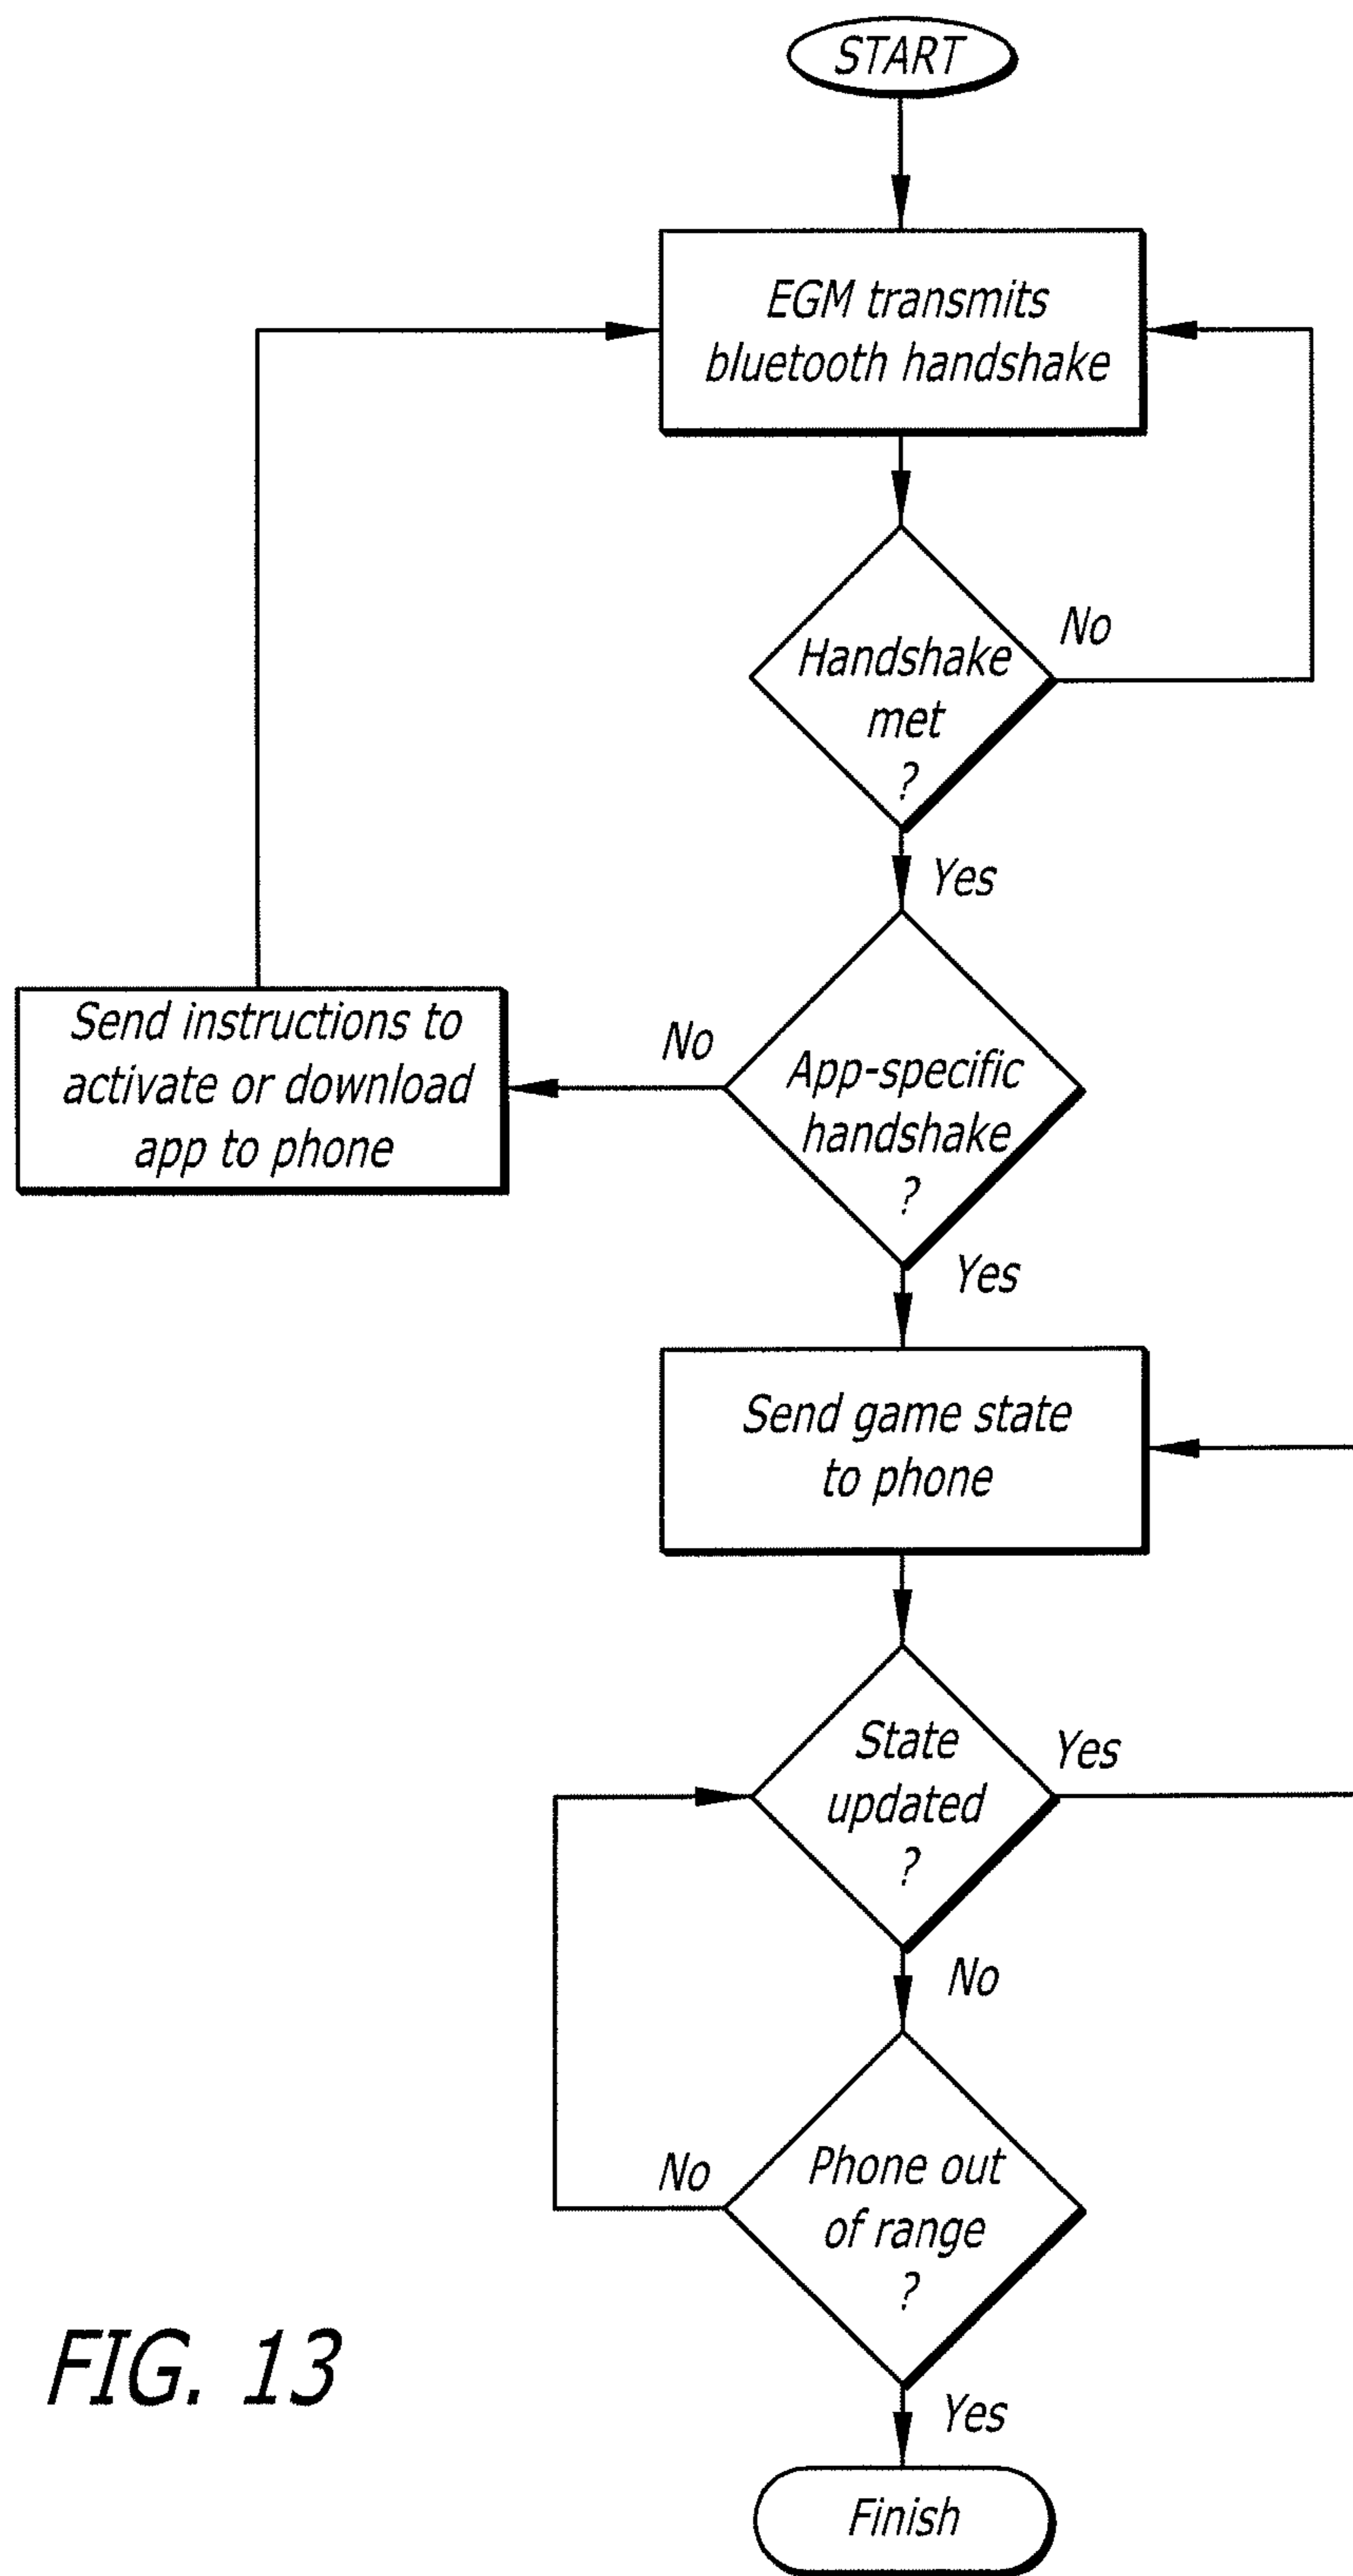 START
EGM transmits
bluetooth handshake
Handshake
met
?
No
Yes
Send instructions to
activate or download
app to phone
No
App-specific
handshake
?
Yes
Send game state
to phone
State
updated
?
Yes
No
Phone out
of range
?
No
Yes
Finish
FIG. 13